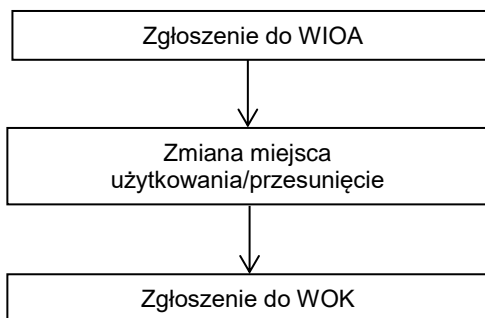 Zgłoszenie do WIOA
Zmiana miejsca
użytkowania/przesunięcie
Zgłoszenie do WOK